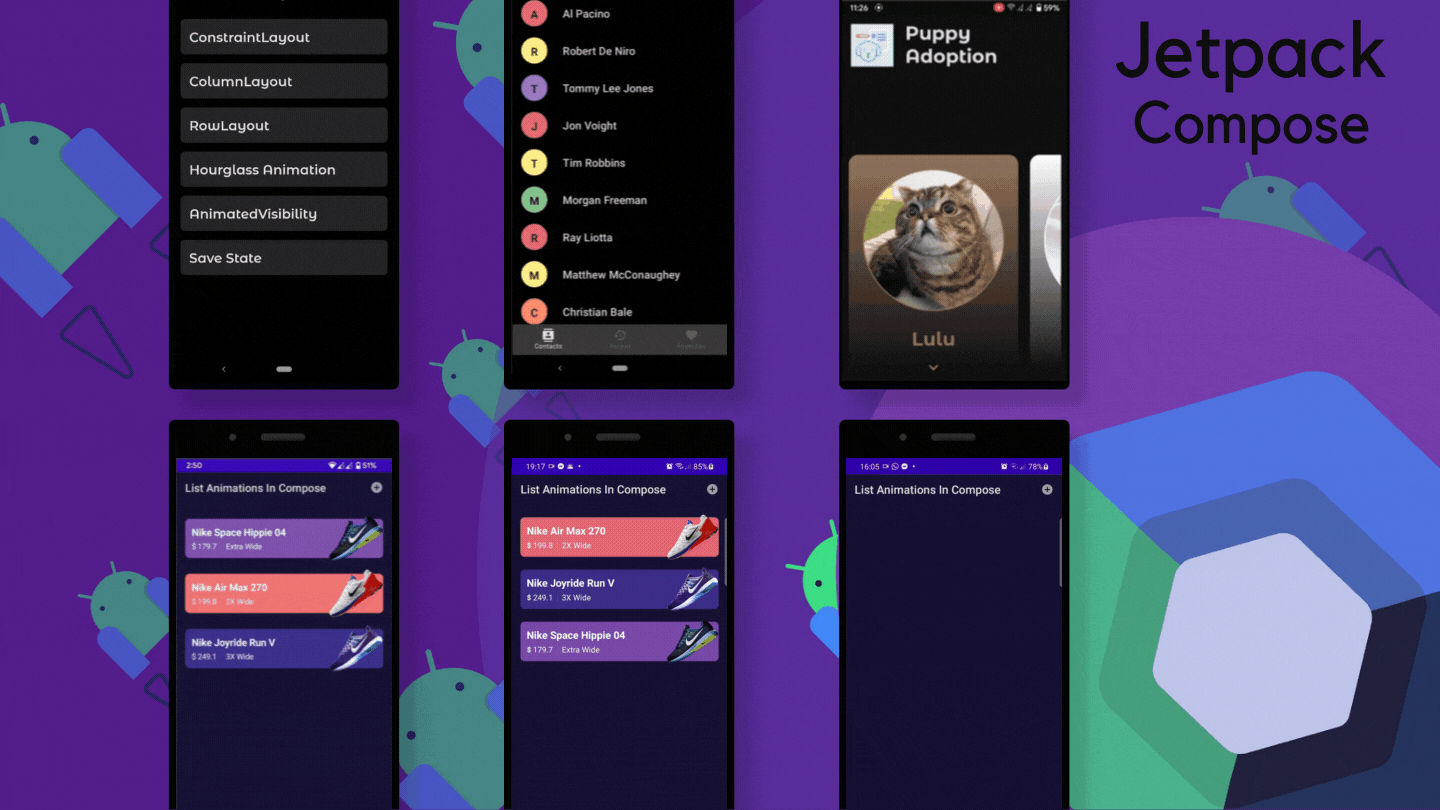 ConstraintLayout
ColumnLayout
RowLayout
Hourglass Animation
AnimatedVisibility
Save State
Al Pacino
Robert De Niro
Tommy Lee Jones
Jon Voight
Tim Robbins
Morgan Freeman
Ray Liotta
Matthew McConaughey
Christian Bale
A
R
T
J
T
M
R
M
C
Contacts
11:26
59%
Puppy
Adoption
Lulu
Jetpack
Compose
2:50
51%
List Animations In Compose
Nike Space Hippie 04
$ 179.7 Extra Wide
Nike Air Max 270
$ 199.8 2X Wide
Nike Joyride Run V
$ 249.1 3X Wide
19:17
85%
List Animations In Compose
Nike Air Max 270
$ 199.8 2X Wide
Nike Joyride Run V
$ 249.1 3X Wide
Nike Space Hippie 04
$ 179.7 Extra Wide
16:05
78%
List Animations In Compose